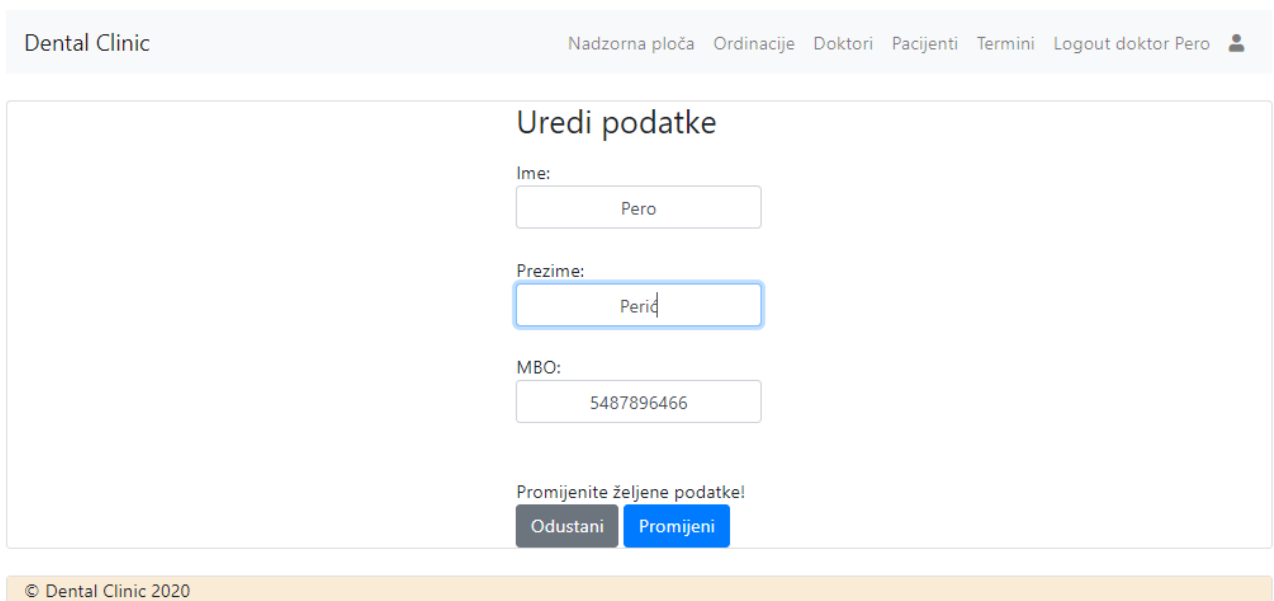 Dental Clinic Nadzorna ploča Ordinacije Doktori Pacijenti Termini Logout doktor Pero
Uredi podatke
Ime:
Pero
Prezime:
Perić
MBO:
5487896466
Promijenite željene podatke!
Odustani Promijeni
© Dental Clinic 2020